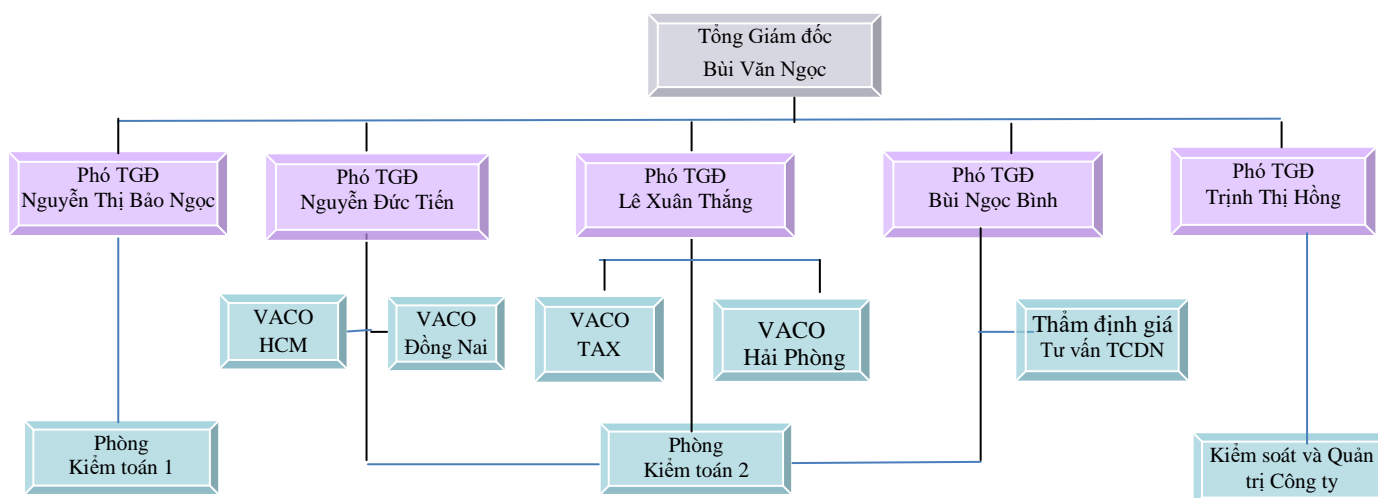 Tổng Giám đốc
Bùi Văn Ngọc
Phó TGĐ
Nguyễn Thị Bảo Ngọc
Phó TGĐ
Nguyễn Đức Tiến
Phó TGĐ
Lê Xuân Thắng
Phó TGĐ
Bùi Ngọc Bình
Phó TGĐ
Trịnh Thị Hồng
VACO
HCM
VACO
Đồng Nai
VACO
TAX
VACO
Hải Phòng
Thẩm định giá
Tư vấn TCDN
Phòng
Kiểm toán 1
Phòng
Kiểm toán 2
Kiểm soát và Quản
trị Công ty